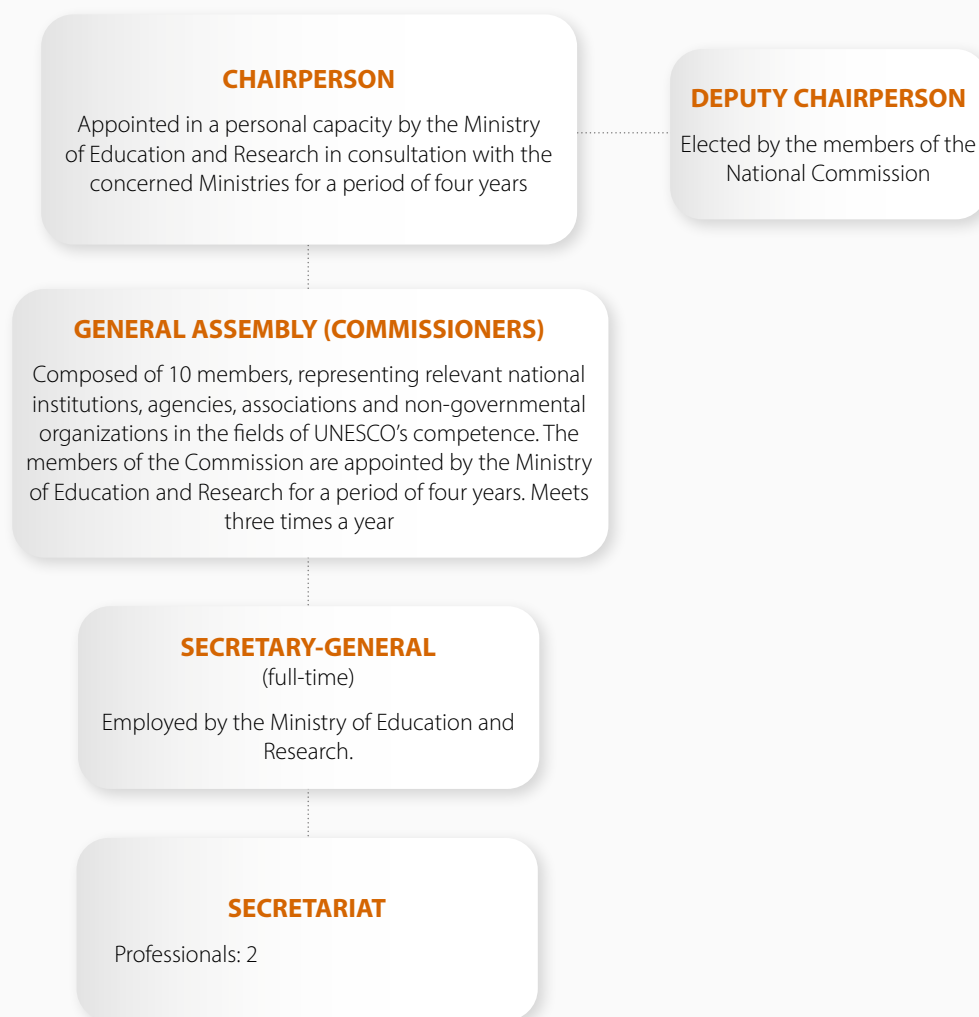 CHAIRPERSON
Appointed in a personal capacity by the Ministry
of Education and Research in consultation with the
concerned Ministries for a period of four years
DEPUTY CHAIRPERSON
Elected by the members of the
National Commission
GENERAL ASSEMBLY (COMMISSIONERS)
Composed of 10 members, representing relevant national
institutions, agencies, associations and non-governmental
organizations in the fields of UNESCO's competence. The
members of the Commission are appointed by the Ministry
of Education and Research for a period of four years. Meets
three times a year
SECRETARY-GENERAL
(full-time)
Employed by the Ministry of Education and
Research.
SECRETARIAT
Professionals: 2